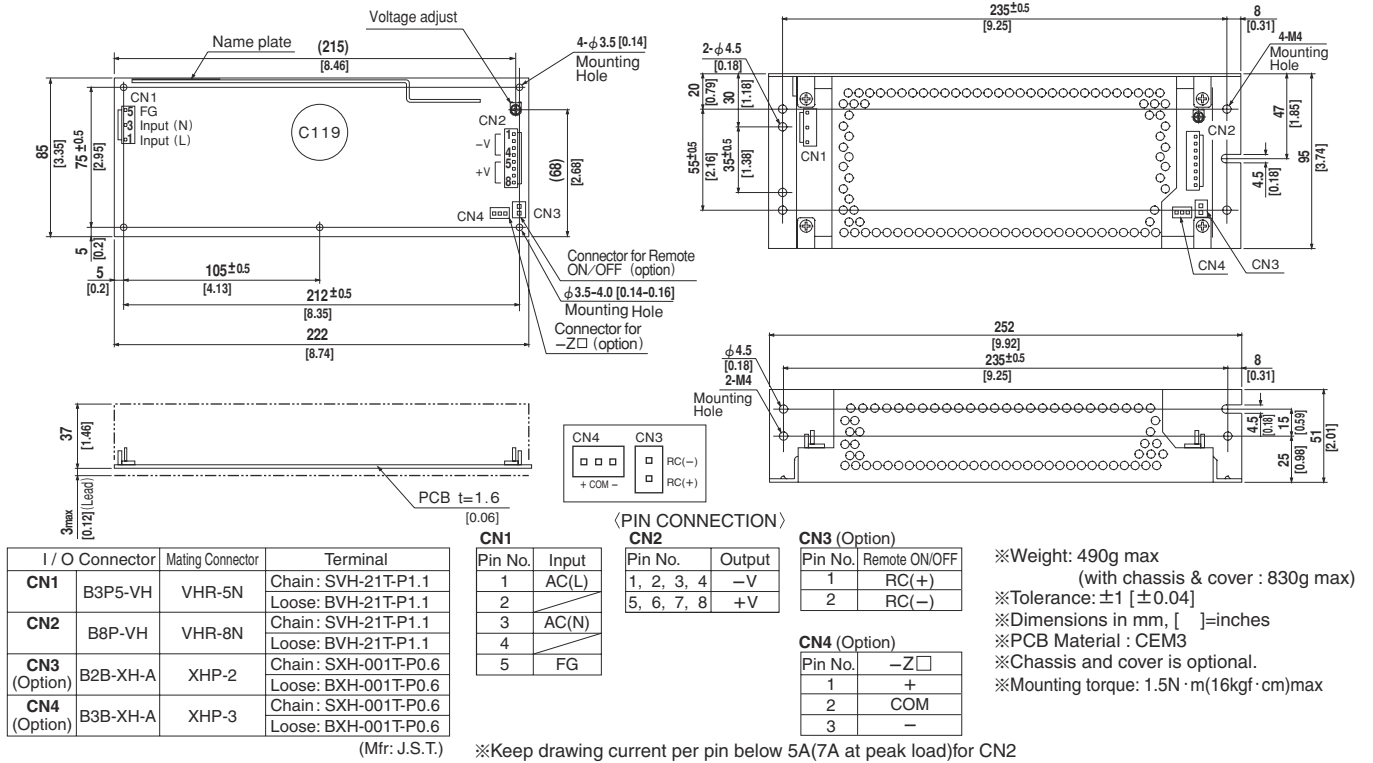 Voltage adjust
Name plate
(215)
[8.46]
4-φ3.5 [0.14]
Mounting
Hole
CN1
5 FG
3 Input (N)
1 Input (L)
C119
CN2
1
−V
4
5
+V
8
CN4
CN3
85
[3.35]
75±0.5
[2.95]
(68)
[2.68]
5
[0.2]
5
[0.2]
105±0.5
[4.13]
212±0.5
[8.35]
222
[8.74]
Connector for Remote
ON/OFF (option)
φ3.5-4.0 [0.14-0.16]
Mounting Hole
Connector for
−Z□ (option)
235±0.5
[9.25]
8
[0.31]
4-M4
Mounting
Hole
2-φ4.5
[0.18]
20
[0.79]
30
[1.18]
55±0.5
[2.16]
35±0.5
[1.38]
CN1
CN2
47
[1.85]
4.5
[0.18]
95
[3.74]
CN4
CN3
252
[9.92]
235±0.5
[9.25]
8
[0.31]
φ4.5
[0.18]
2-M4
Mounting
Hole
4.5
[0.18]
15
[0.59]
25
[0.98]
51
[2.01]
37
[1.46]
3max
[0.12](Lead)
PCB t=1.6
[0.06]
CN4 CN3
RC(−)
RC(+)
+ COM −
〈PIN CONNECTION〉
I / O Connector Mating Connector Terminal
CN1 B3P5-VH VHR-5N Chain : SVH-21T-P1.1
Loose: BVH-21T-P1.1
CN2 B8P-VH VHR-8N Chain : SVH-21T-P1.1
Loose: BVH-21T-P1.1
CN3 (Option) B2B-XH-A XHP-2 Chain : SXH-001T-P0.6
Loose: BXH-001T-P0.6
CN4 (Option) B3B-XH-A XHP-3 Chain : SXH-001T-P0.6
Loose: BXH-001T-P0.6
(Mfr: J.S.T.)
CN1
Pin No. Input
1 AC(L)
2
3 AC(N)
4
5 FG
CN2
Pin No. Output
1, 2, 3, 4 −V
5, 6, 7, 8 +V
CN3 (Option)
Pin No. Remote ON/OFF
1 RC(+)
2 RC(−)
CN4 (Option)
Pin No. −Z□
1 +
2 COM
3 −
※Weight: 490g max
(with chassis & cover : 830g max)
※Tolerance: ±1 [±0.04]
※Dimensions in mm, [ ]=inches
※PCB Material : CEM3
※Chassis and cover is optional.
※Mounting torque: 1.5N·m(16kgf·cm)max
※Keep drawing current per pin below 5A(7A at peak load)for CN2